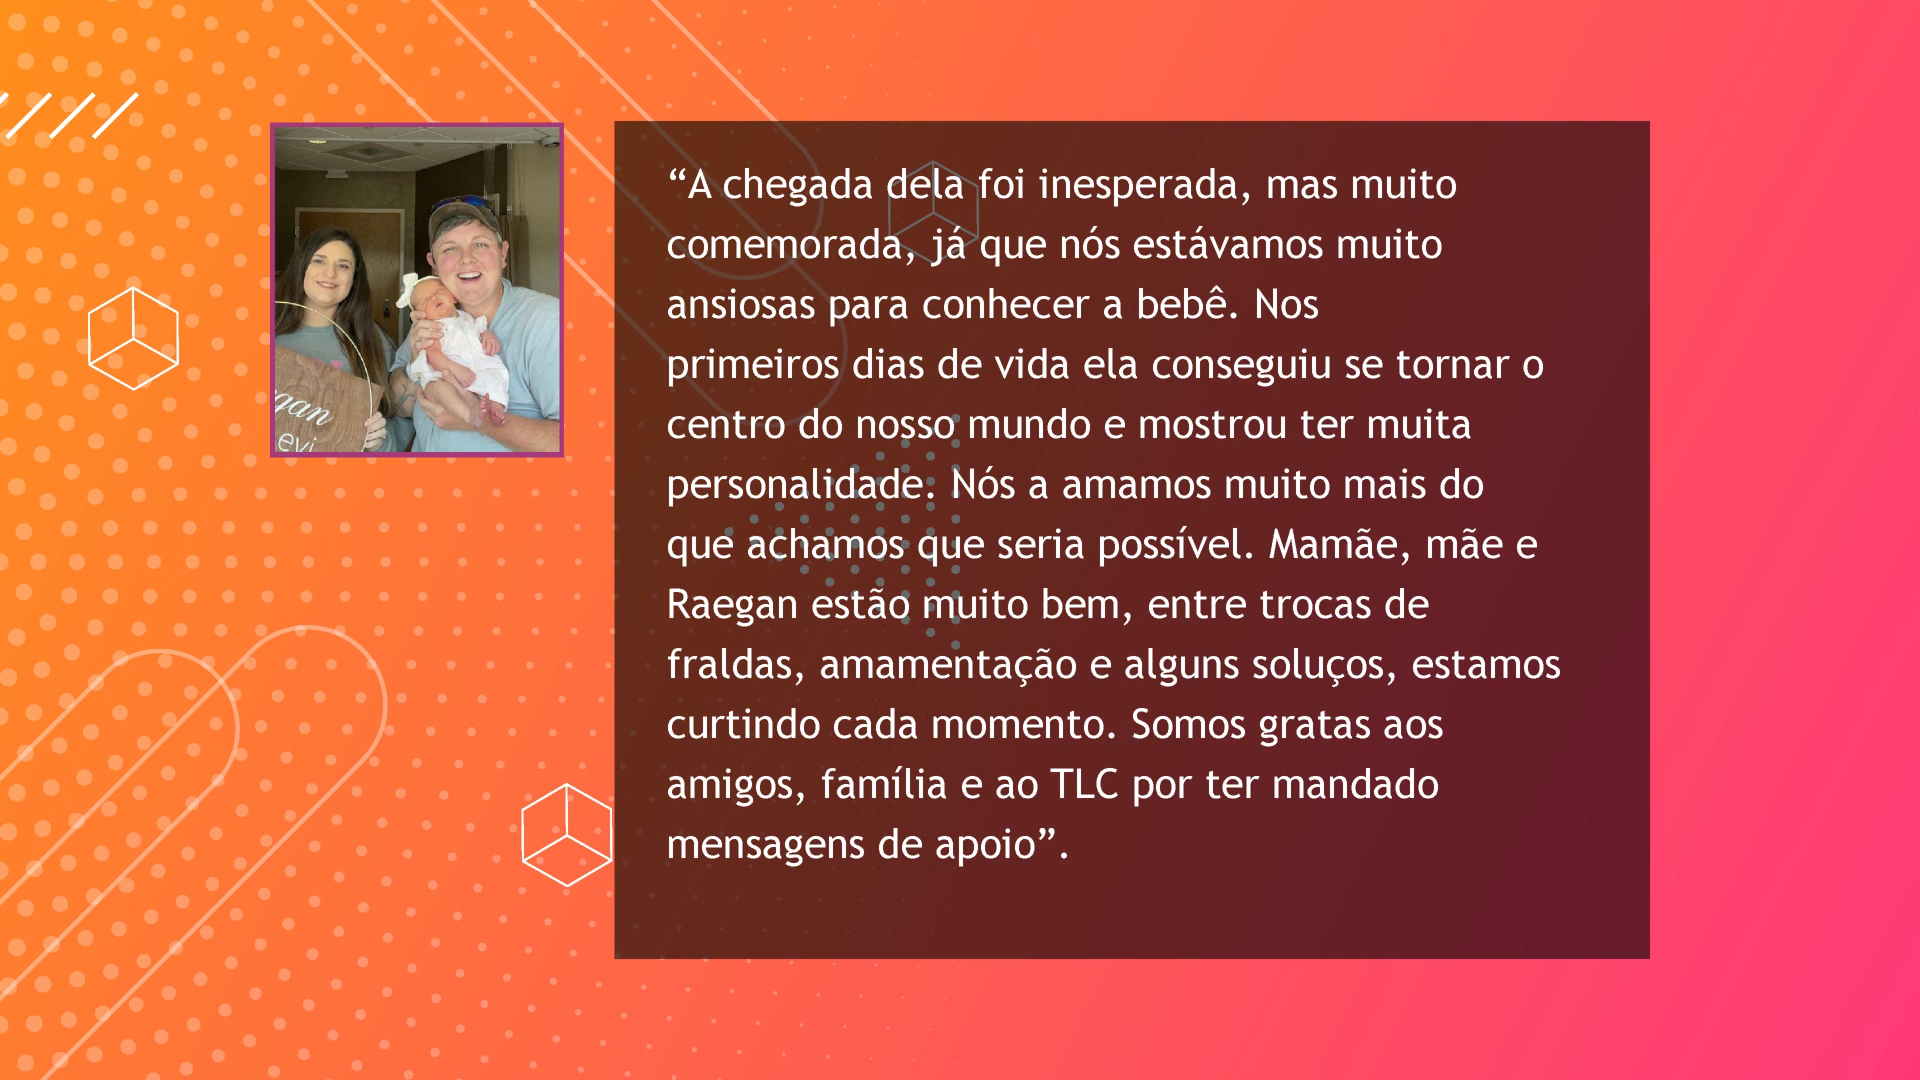 “A chegada dela foi inesperada, mas muito
comemorada, já que nós estávamos muito
ansiosas para conhecer a bebê. Nos
primeiros dias de vida ela conseguiu se tornar o
centro do nosso mundo e mostrou ter muita
personalidade. Nós a amamos muito mais do
que achamos que seria possível. Mamãe, mãe e
Raegan estão muito bem, entre trocas de
fraldas, amamentação e alguns soluços, estamos
curtindo cada momento. Somos gratas aos
amigos, família e ao TLC por ter mandado
mensagens de apoio”.
gan
evi